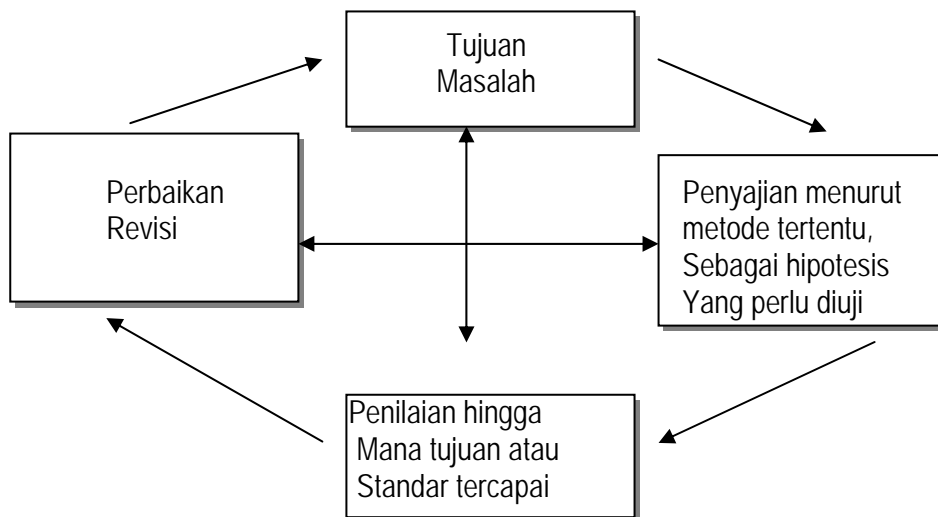 Tujuan
Masalah
Penyajian menurut
metode tertentu,
Sebagai hipotesis
Yang perlu diuji
Penilaian hingga
Mana tujuan atau
Standar tercapai
Perbaikan
Revisi